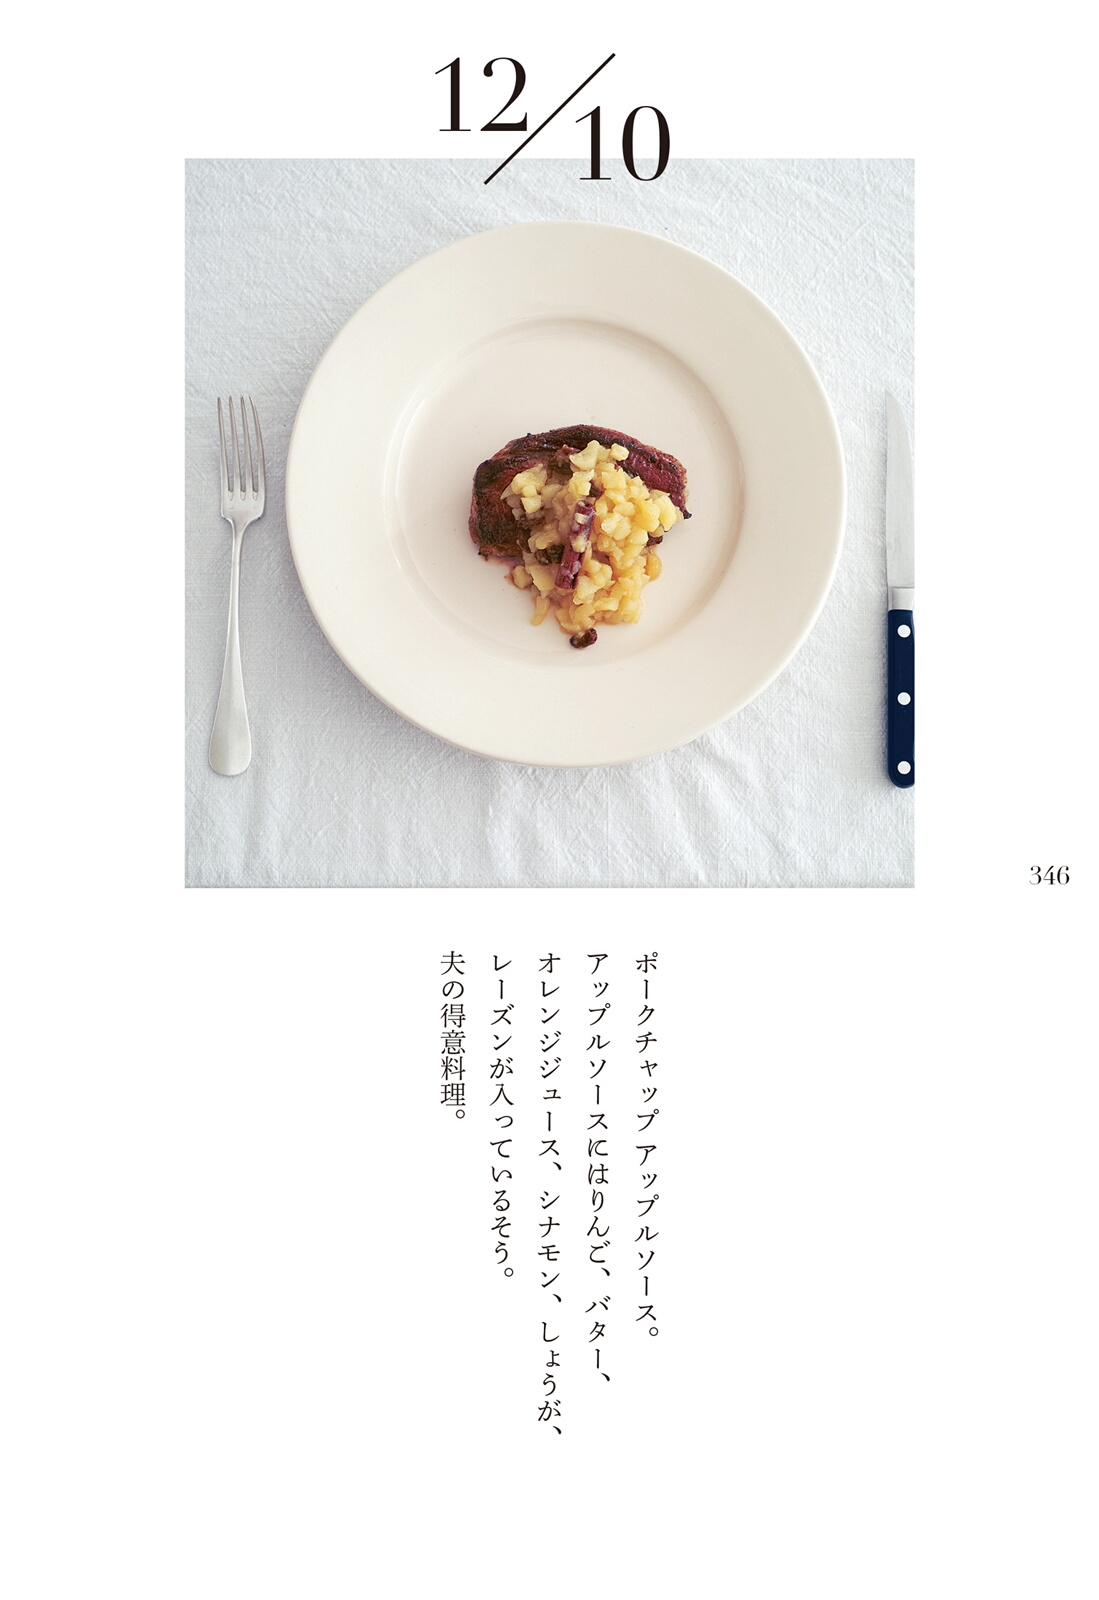 12/10
ポークチャップ アップルソース。
アップルソースにはりんご、バター、
オレンジジュース、シナモン、しょうが、
レーズンが入っているそう。
夫の得意料理。
346